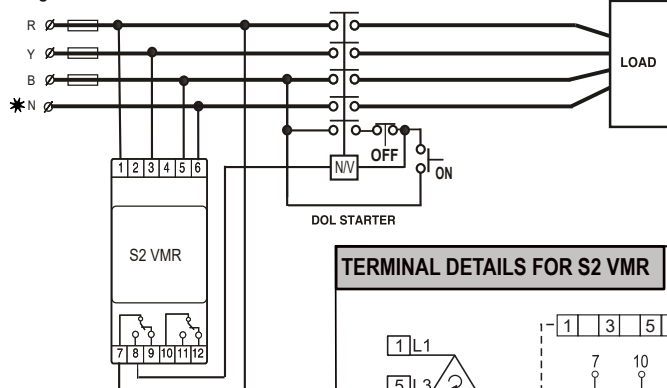 R
Y
B
✱ N
LOAD
OFF
N/V
ON
DOL STARTER
1 2 3 4 5 6
S2 VMR
7 8 9 10 11 12
TERMINAL DETAILS FOR S2 VMR
1 L1
5 L3
1 3 5
7 10